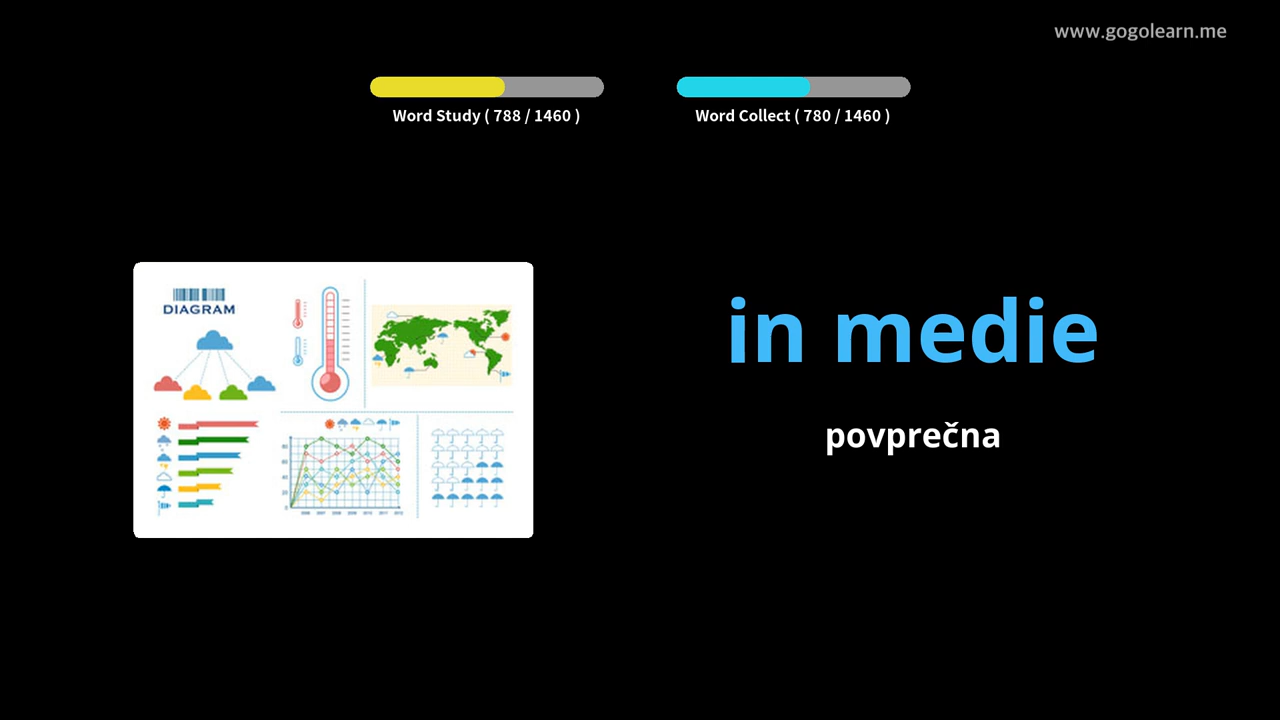 www.gogolearn.me
Word Study ( 788 / 1460 )
Word Collect ( 780 / 1460 )
DIAGRAM
in medie
povprečna